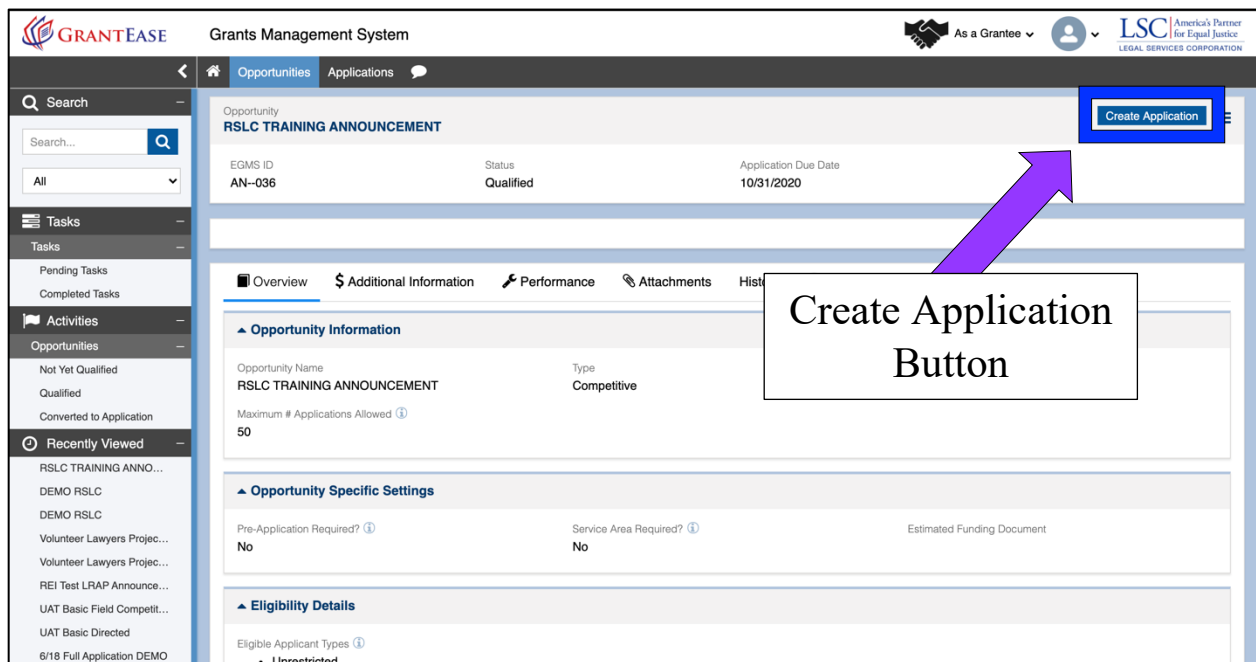 GRANTEASE
Grants Management System
As a Grantee
LSC America's Partner
for Equal Justice
LEGAL SERVICES CORPORATION
Opportunities Applications
Search
Search...
All
Tasks
Tasks
Pending Tasks
Completed Tasks
Activities
Opportunities
Not Yet Qualified
Qualified
Converted to Application
Recently Viewed
RSLC TRAINING ANNO...
DEMO RSLC
DEMO RSLC
Volunteer Lawyers Projec...
Volunteer Lawyers Projec...
REI Test LRAP Announce...
UAT Basic Field Competit...
UAT Basic Directed
6/18 Full Application DEMO
Opportunity
RSLC TRAINING ANNOUNCEMENT
Create Application
EGMS ID Status Application Due Date
AN--036 Qualified 10/31/2020
Overview $ Additional Information Performance Attachments Hist
Create Application
Button
Opportunity Information
Opportunity Name Type
RSLC TRAINING ANNOUNCEMENT Competitive
Maximum # Applications Allowed
50
Opportunity Specific Settings
Pre-Application Required? Service Area Required? Estimated Funding Document
No No
Eligibility Details
Eligible Applicant Types
• Unrestricted